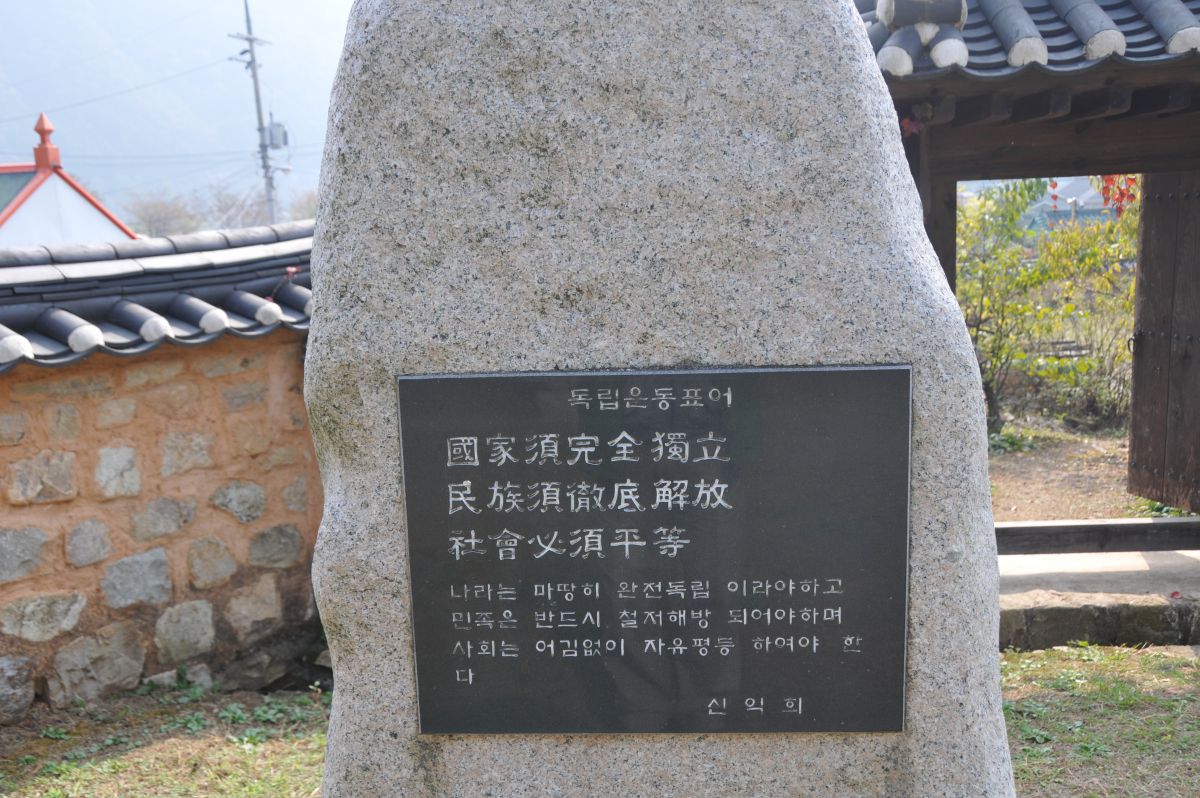 독립운동표어
國家須完全獨立
民族須徹底解放
社會必須平等
나라는 마땅히 완전독립 이라야하고
민족은 반드시 철저해방 되어야하며
사회는 어김없이 자유평등 하여야 한
다
신익희